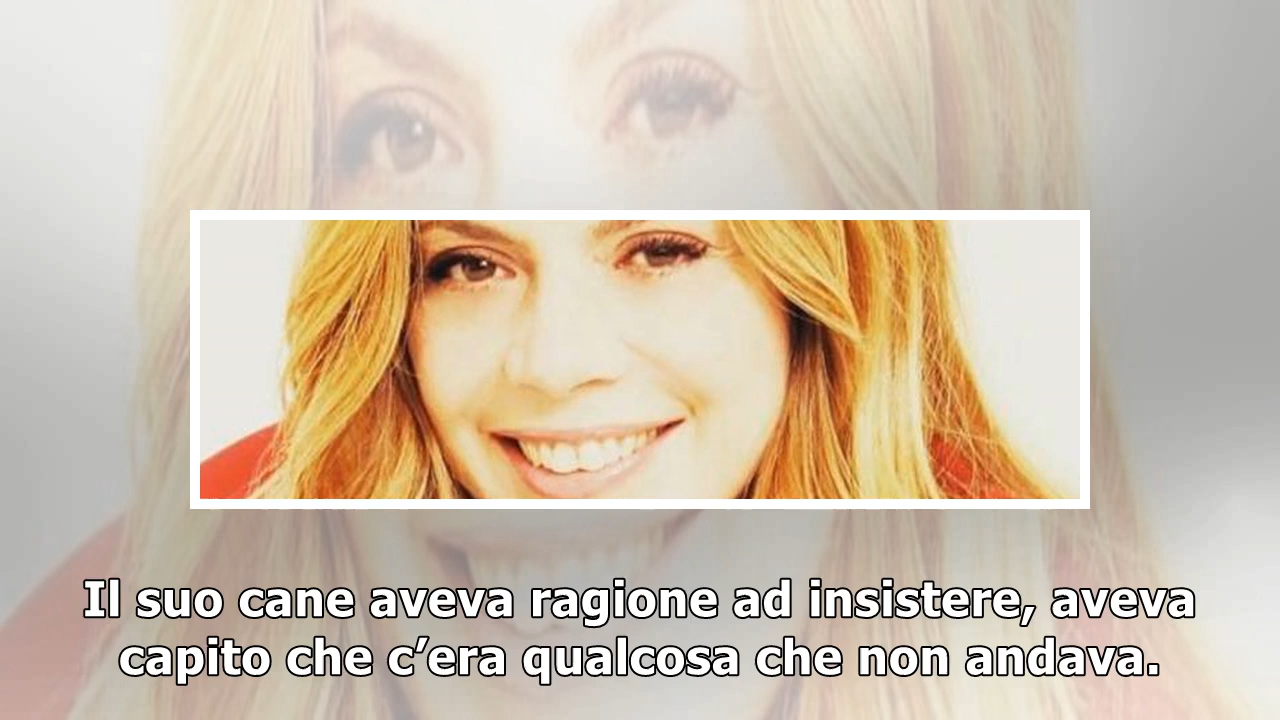 Il suo cane aveva ragione ad insistere, aveva
capito che c’era qualcosa che non andava.